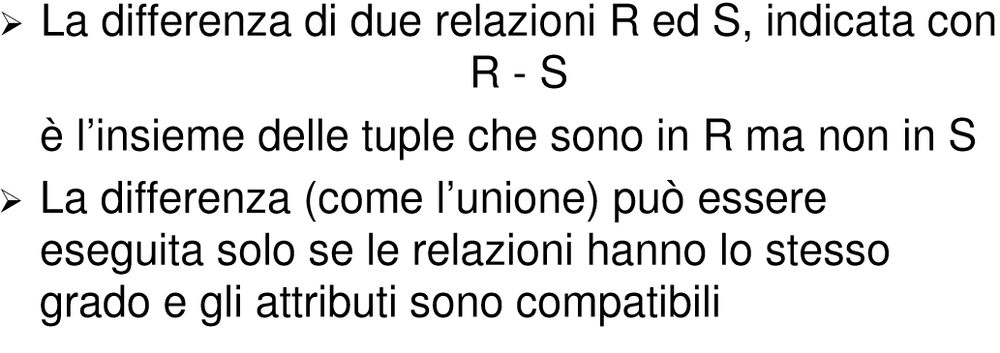 ➢ La differenza di due relazioni R ed S, indicata con
R - S
è l’insieme delle tuple che sono in R ma non in S
➢ La differenza (come l’unione) può essere
eseguita solo se le relazioni hanno lo stesso
grado e gli attributi sono compatibili